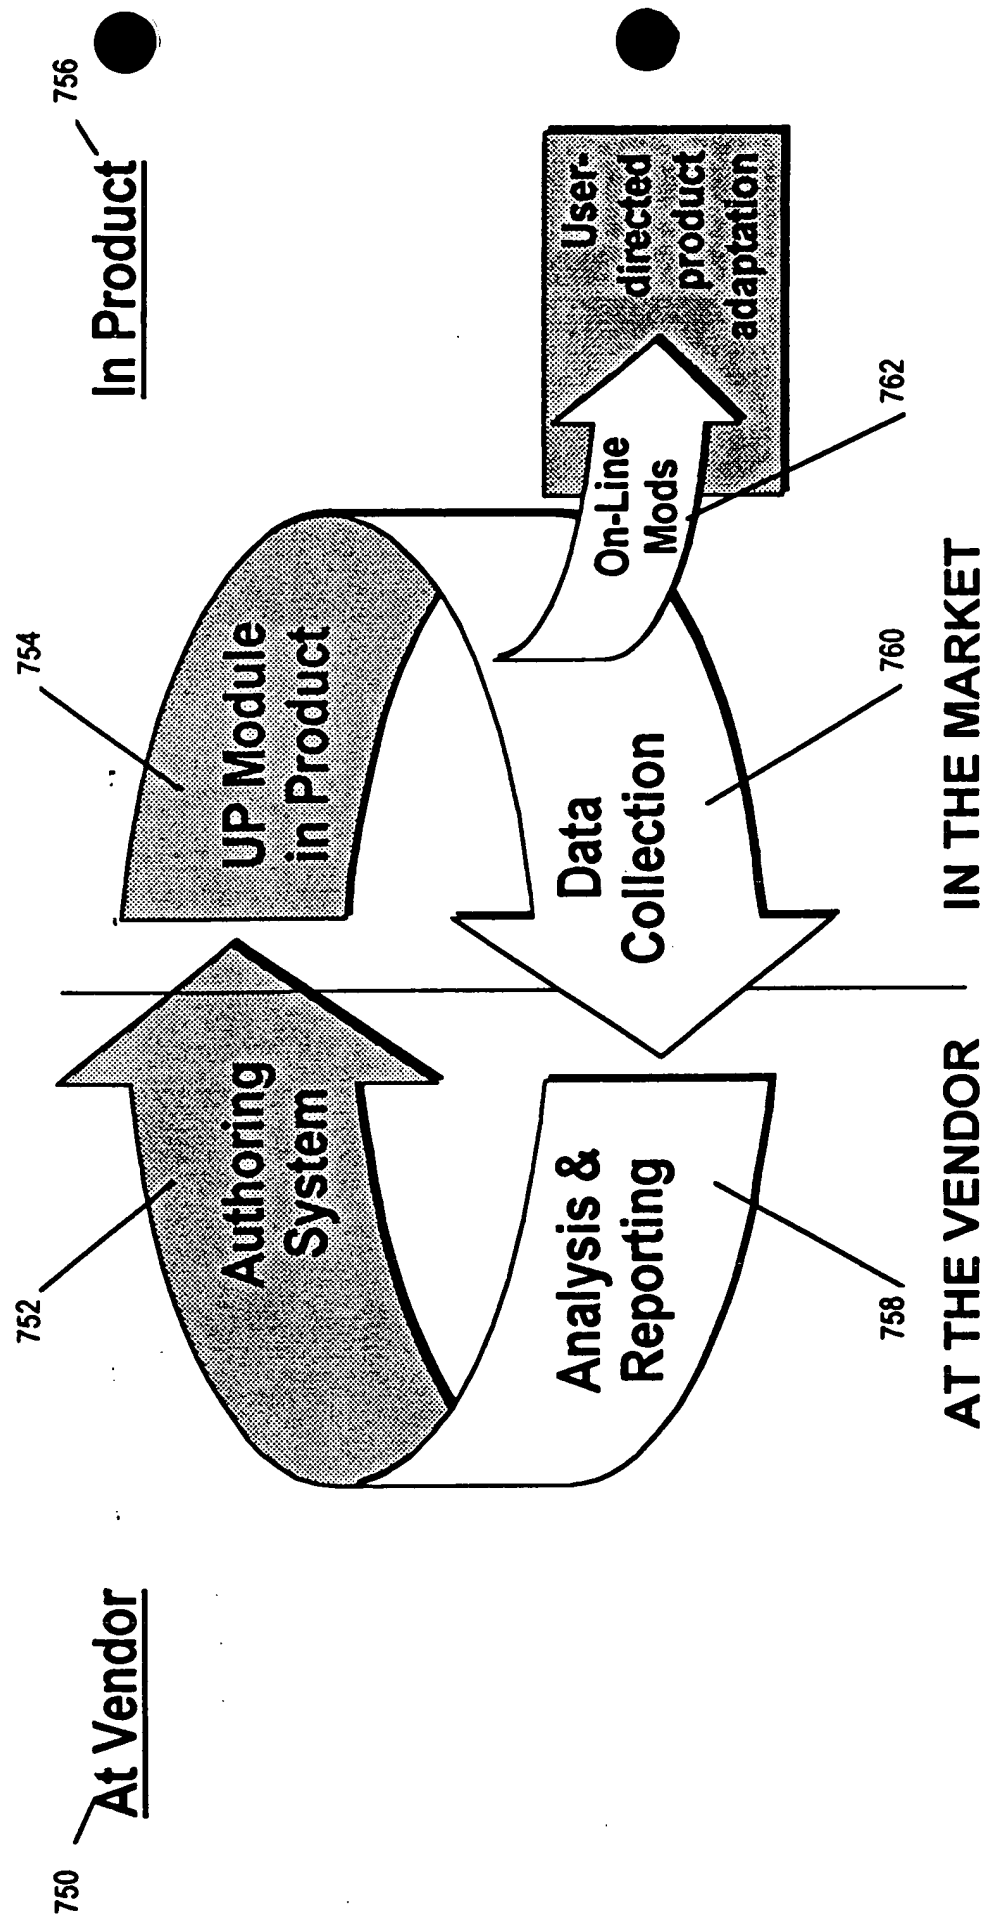 750
At Vendor
In Product
756
752
754
Authoring
System
UP Module
in Product
Analysis &
Reporting
Data
Collection
On-Line
Mods
User-
directed
product
adaptation
758
760
762
AT THE VENDOR
IN THE MARKET